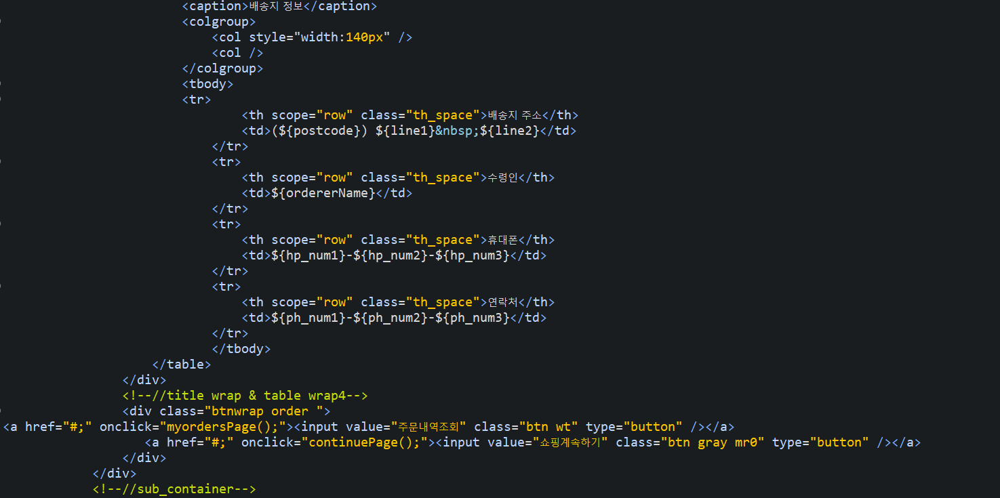 <caption>배송지 정보</caption>
<colgroup>
<col style="width:140px" />
<col />
</colgroup>
<tbody>
<tr>
<th scope="row" class="th_space">배송지 주소</th>
<td>(${postcode}) ${line1}&nbsp;${line2}</td>
</tr>
<tr>
<th scope="row" class="th_space">수령인</th>
<td>${ordererName}</td>
</tr>
<tr>
<th scope="row" class="th_space">휴대폰</th>
<td>${hp_num1}-${hp_num2}-${hp_num3}</td>
</tr>
<tr>
<th scope="row" class="th_space">연락처</th>
<td>${ph_num1}-${ph_num2}-${ph_num3}</td>
</tr>
</tbody>
</table>
</div>
<!--//title wrap & table wrap4-->
<div class="btnwrap order ">
<a href="#;" onclick="myordersPage();"><input value="주문내역조회" class="btn wt" type="button" /></a>
<a href="#;" onclick="continuePage();"><input value="쇼핑계속하기" class="btn gray mr0" type="button" /></a>
</div>
</div>
<!--//sub_container-->